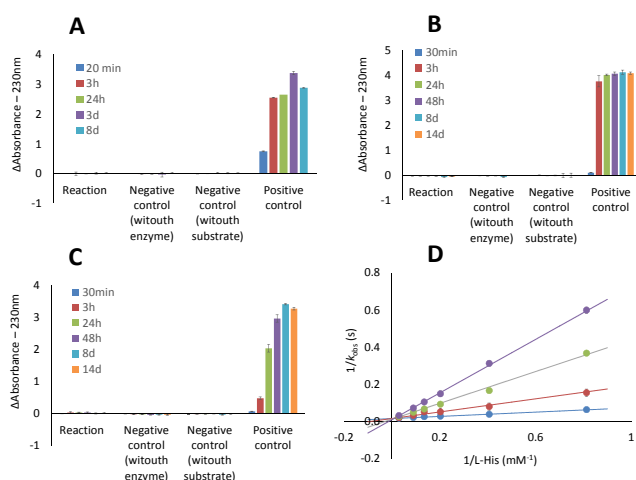 A
ΔAbsorbance – 230nm
4
3
2
1
0
-1
20 min
3h
24h
3d
8d
Reaction
Negative control (witouth enzyme)
Negative control (witouth substrate)
Positive control
B
ΔAbsorbance – 230nm
5
4
3
2
1
0
-1
30min
3h
24h
48h
8d
14d
Reaction
Negative control (witouth enzyme)
Negative control (witouth substrate)
Positive control
C
ΔAbsorbance – 230nm
4
3
2
1
0
-1
30min
3h
24h
48h
8d
14d
Reaction
Negative control (witouth enzyme)
Negative control (witouth substrate)
Positive control
D
1/kobs (s)
0.8
0.6
0.4
0.2
0.0
-0.2
-0.2
0.2
0.6
1
1/L-His (mM-1)